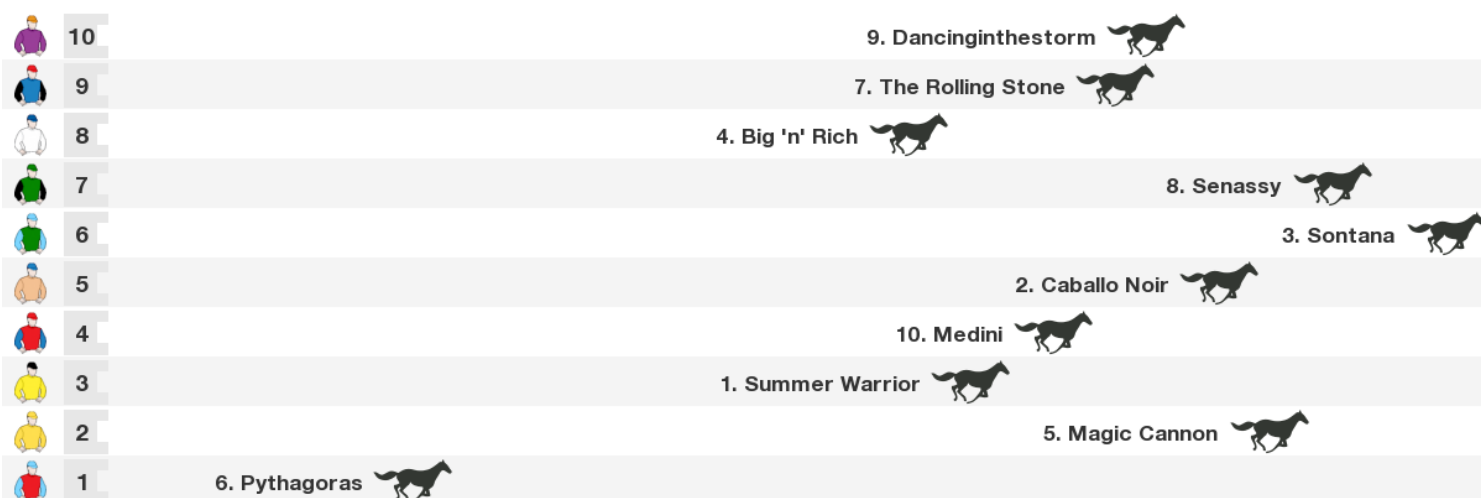 10 9. Dancinginthestorm
9 7. The Rolling Stone
8 4. Big 'n' Rich
7 8. Senassy
6 3. Sontana
5 2. Caballo Noir
4 10. Medini
3 1. Summer Warrior
2 5. Magic Cannon
1 6. Pythagoras